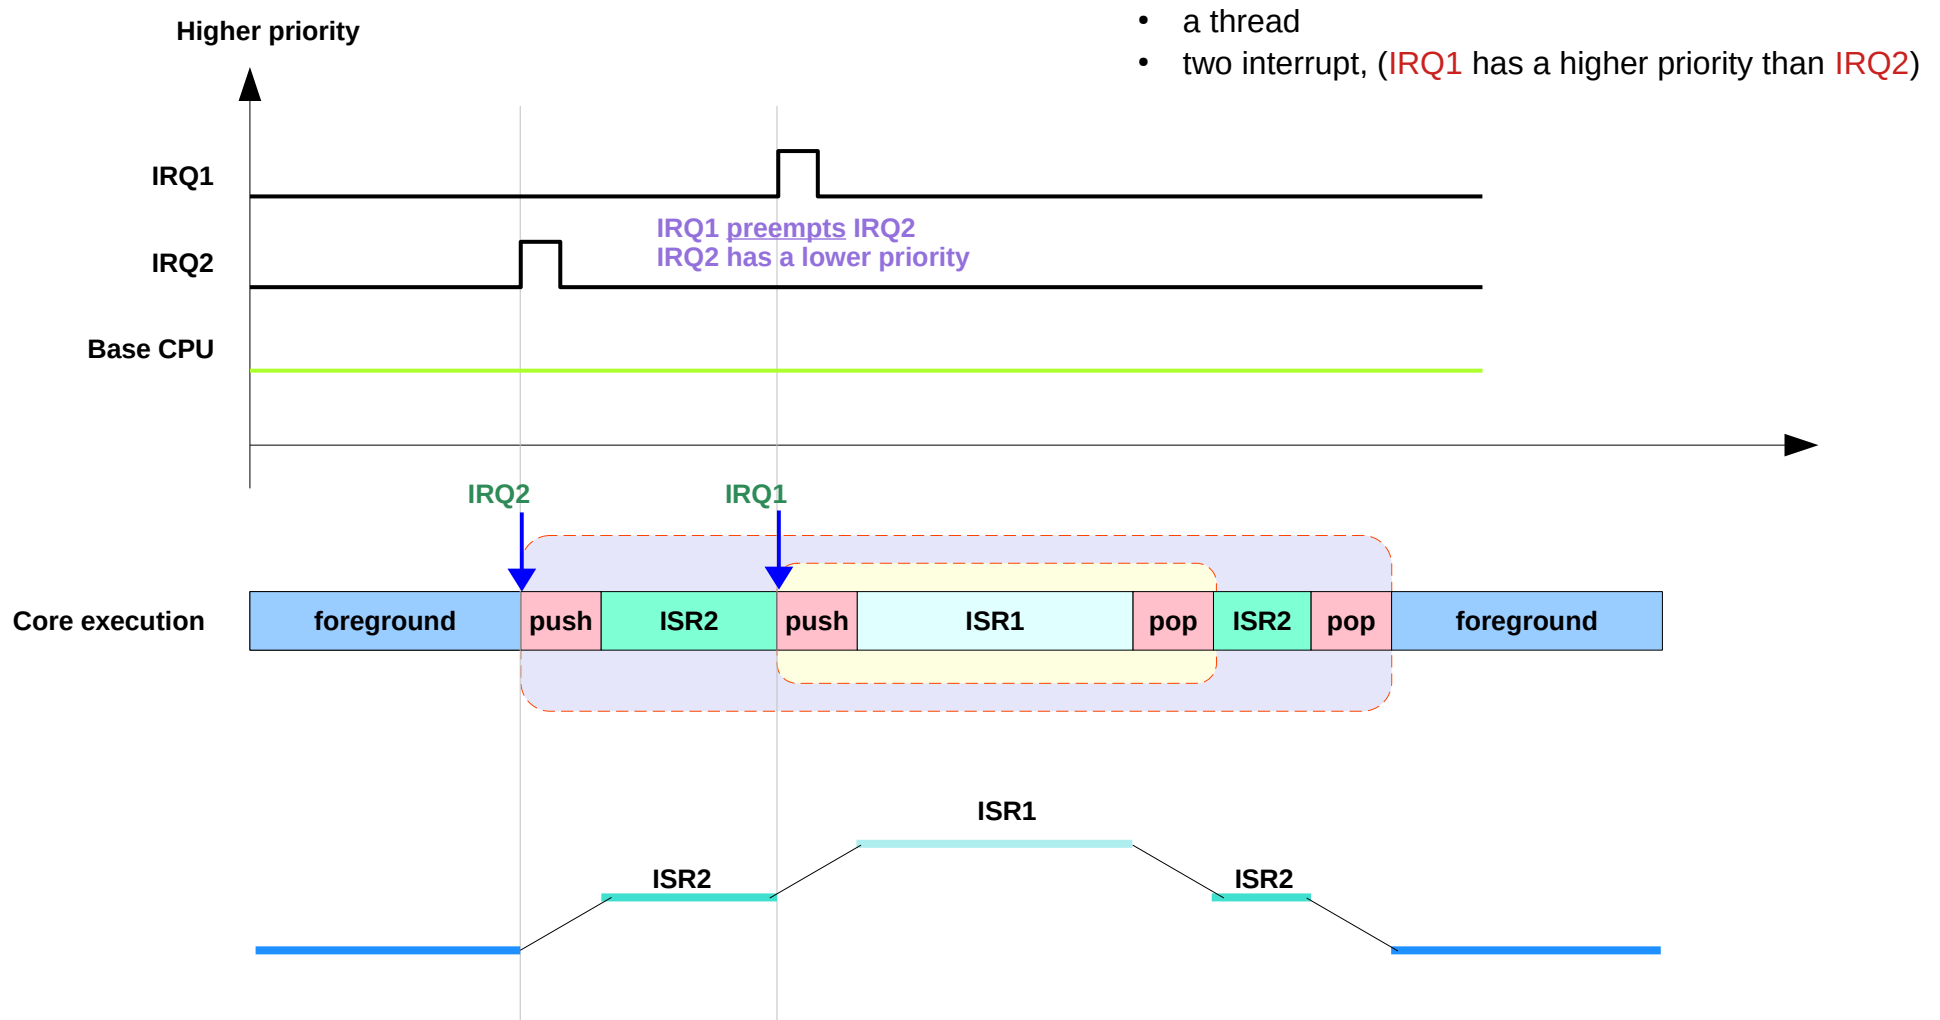 • a thread
Higher priority
• two interrupt, (IRQ1 has a higher priority than IRQ2)
IRQ1
IRQ1 preempts IRQ2
IRQ2 has a lower priority
IRQ2
Base CPU
IRQ2 IRQ1
Core execution foreground push ISR2 push ISR1 pop ISR2 pop foreground
ISR1
ISR2 ISR2